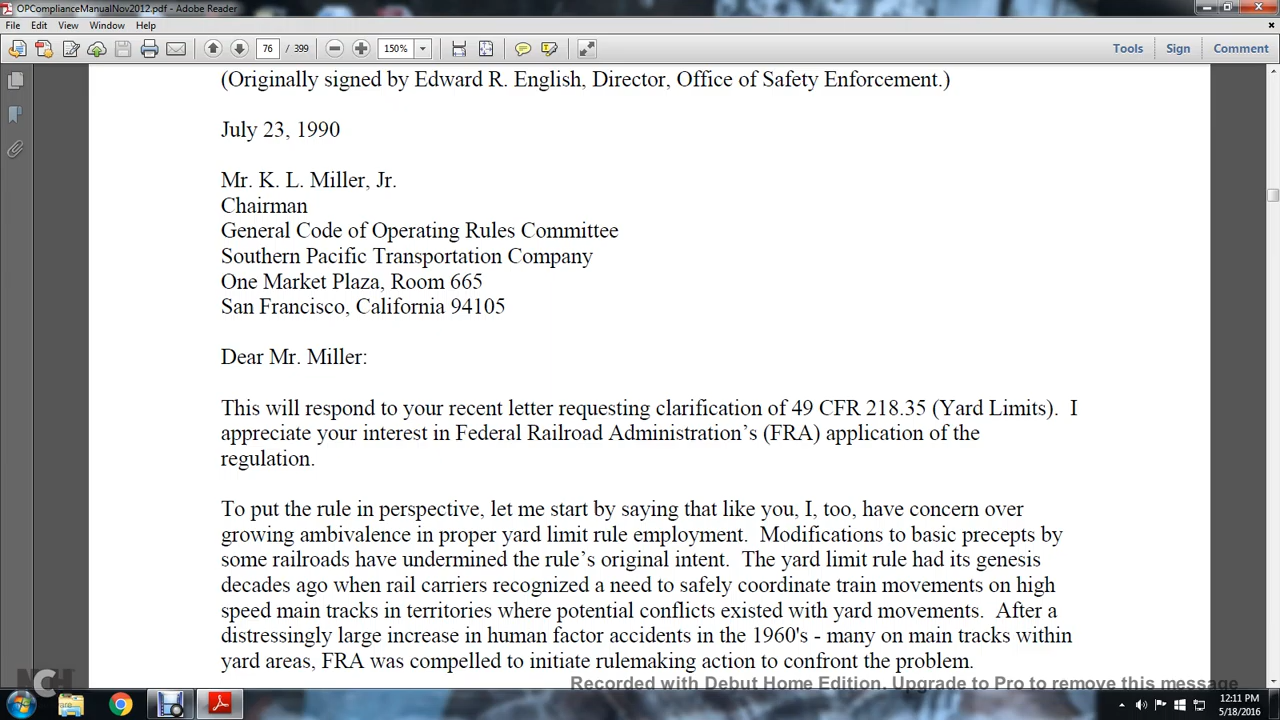 OPComplianceManualNov2012.pdf - Adobe Reader
File Edit View Window Help
76 / 399 150% Tools Sign Comment
(Originally signed by Edward R. English, Director, Office of Safety Enforcement.)
July 23, 1990
Mr. K. L. Miller, Jr.
Chairman
General Code of Operating Rules Committee
Southern Pacific Transportation Company
One Market Plaza, Room 665
San Francisco, California 94105
Dear Mr. Miller:
This will respond to your recent letter requesting clarification of 49 CFR 218.35 (Yard Limits).  I
appreciate your interest in Federal Railroad Administration’s (FRA) application of the
regulation.
To put the rule in perspective, let me start by saying that like you, I, too, have concern over
growing ambivalence in proper yard limit rule employment.  Modifications to basic precepts by
some railroads have undermined the rule’s original intent.  The yard limit rule had its genesis
decades ago when rail carriers recognized a need to safely coordinate train movements on high
speed main tracks in territories where potential conflicts existed with yard movements.  After a
distressingly large increase in human factor accidents in the 1960's - many on main tracks within
yard areas, FRA was compelled to initiate rulemaking action to confront the problem.
Recorded with Debut Home Edition, Upgrade to Pro to remove this message
NCH
12:11 PM
5/18/2016